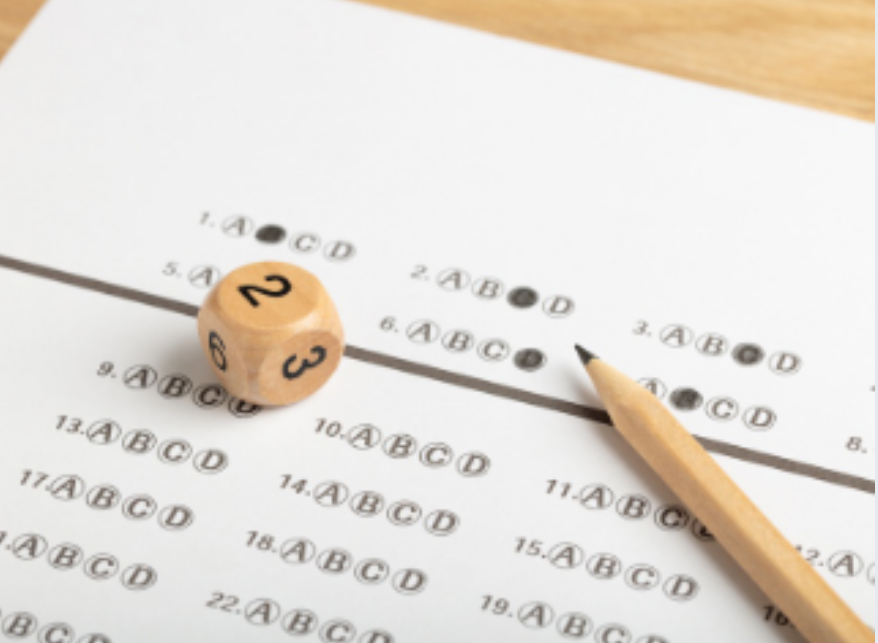 1. A B C D
2. A B C D
3. A B C D
5. A
6. A B C D
A B C D
8.
9. A B C D
10. A B C D
11. A B C D
12. A
13. A B C D
14. A B C D
15. A B C D
16
17. A B C D
18. A B C D
19. A B C D
A B C D
22. A B C D
B C D
2
6
3